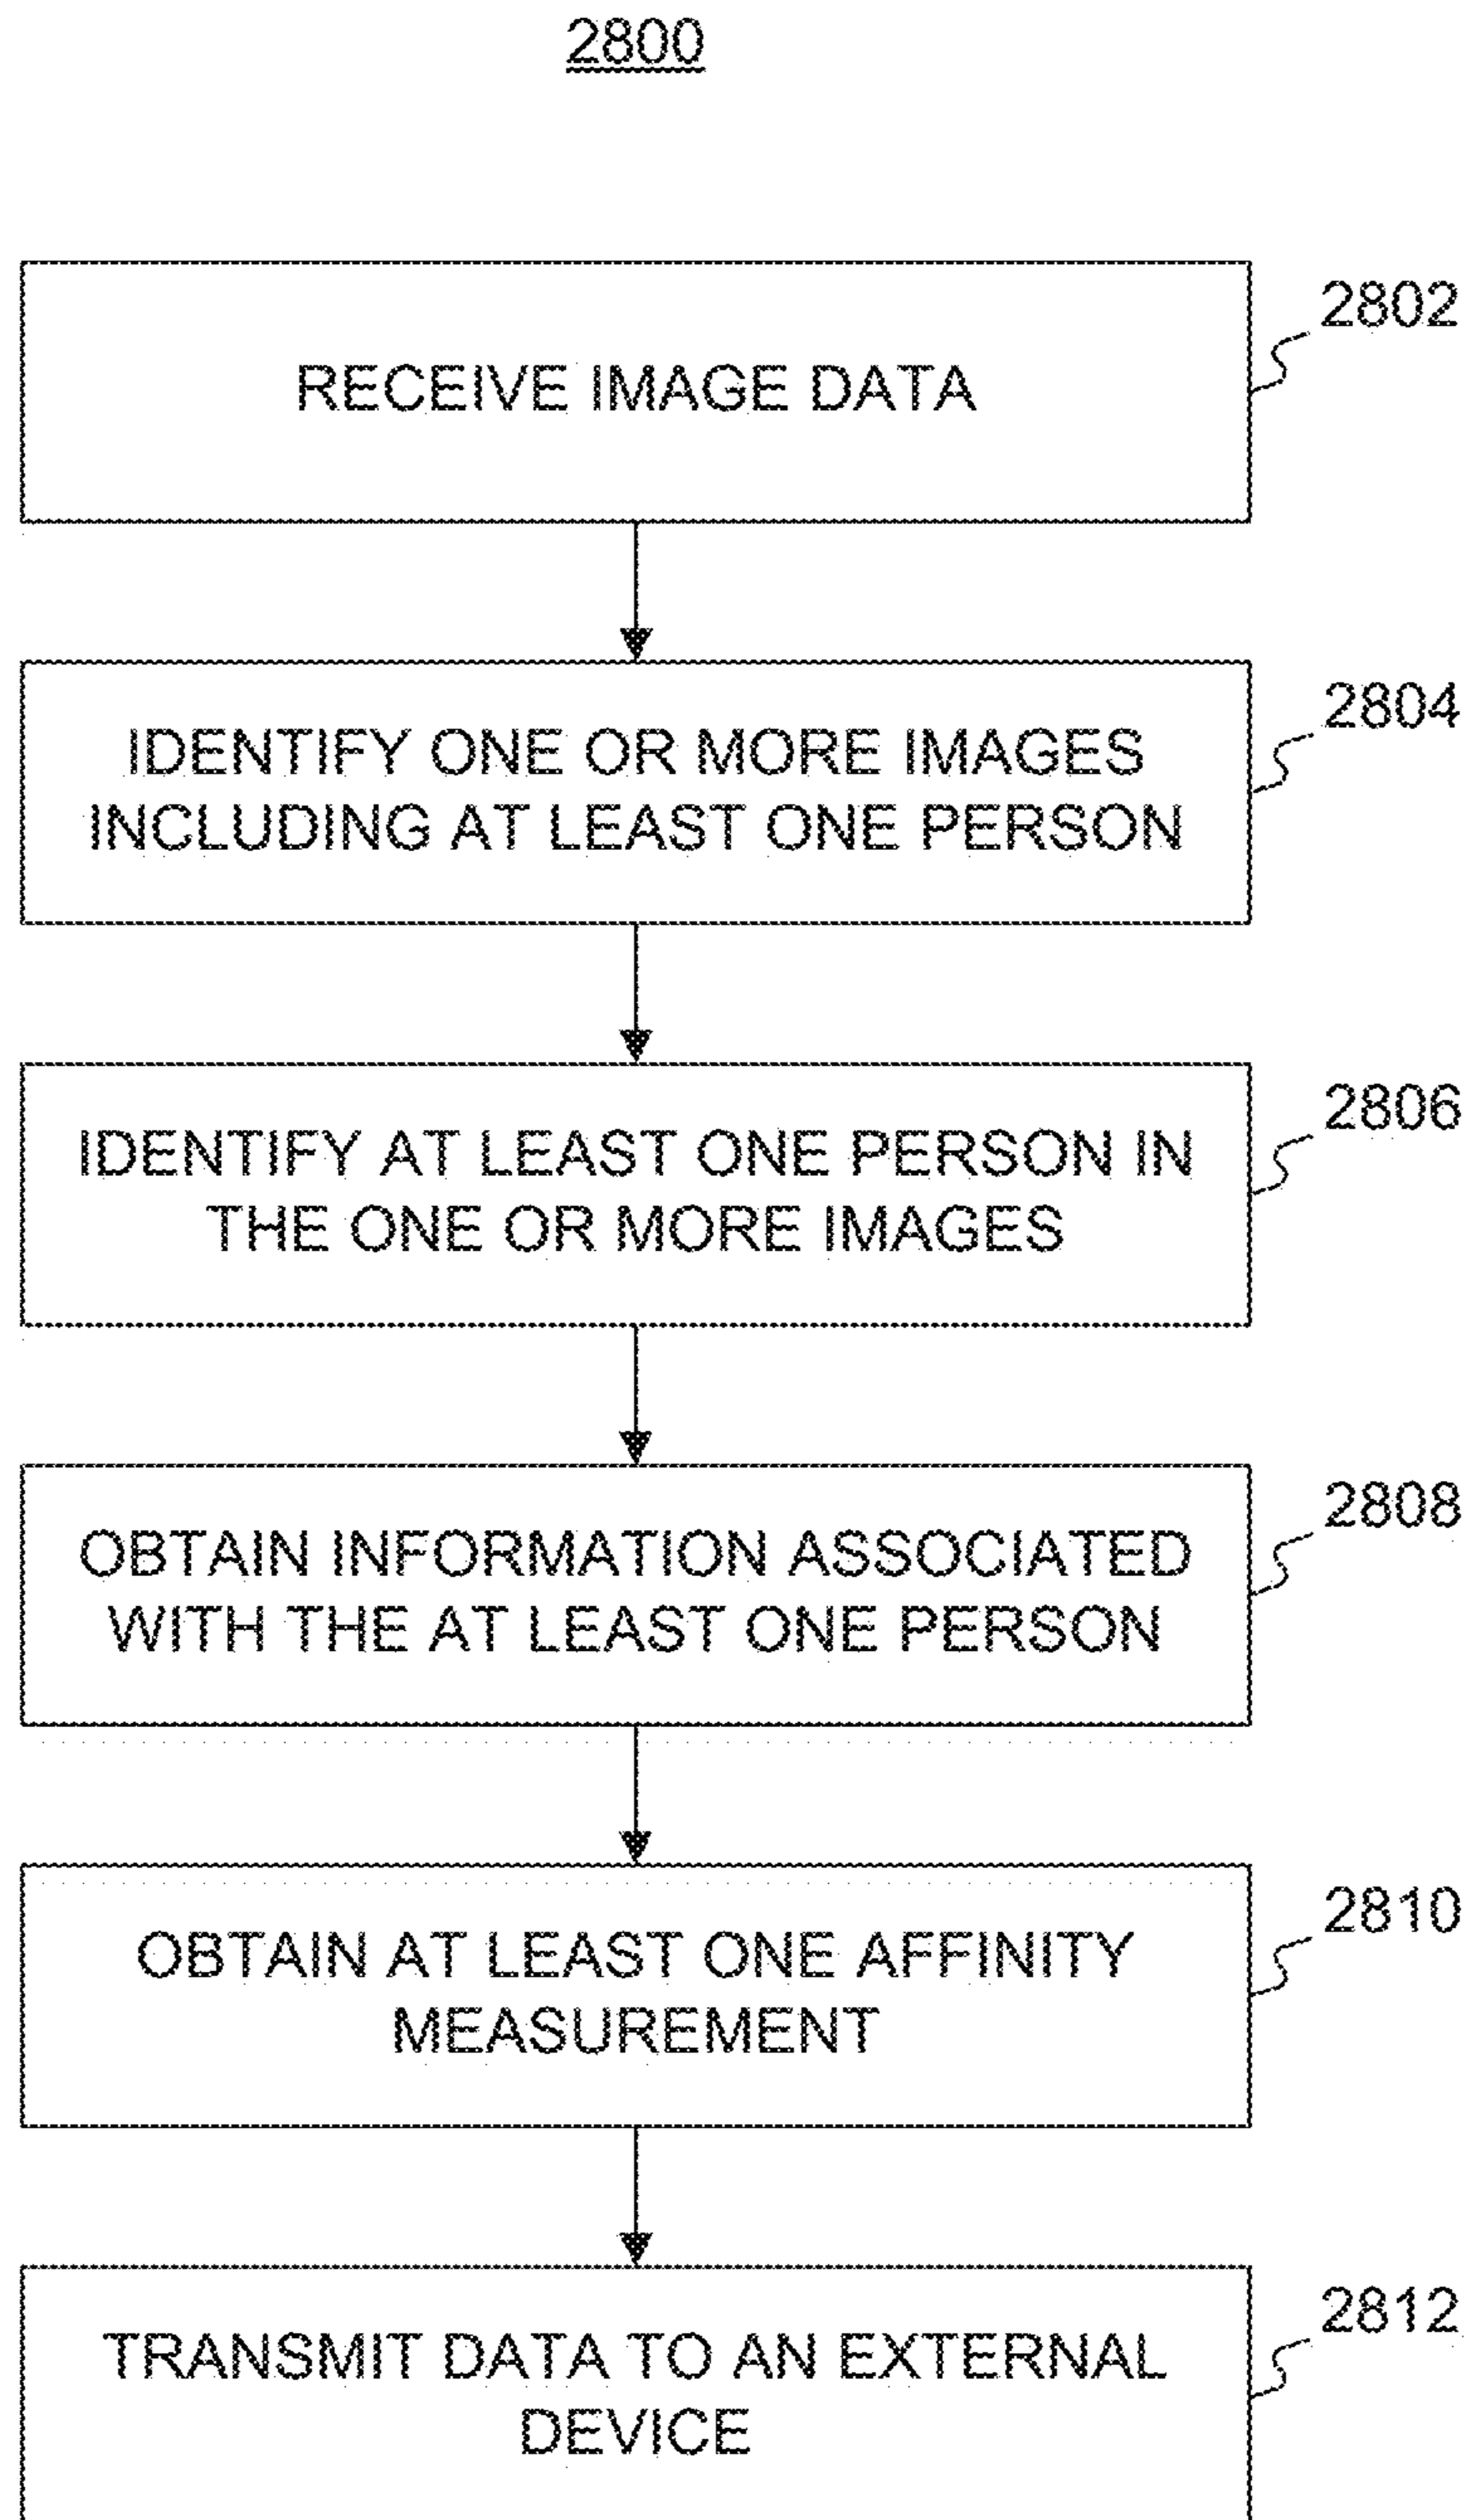 2800
RECEIVE IMAGE DATA
2802
IDENTIFY ONE OR MORE IMAGES
INCLUDING AT LEAST ONE PERSON
2804
IDENTIFY AT LEAST ONE PERSON IN
THE ONE OR MORE IMAGES
2806
OBTAIN INFORMATION ASSOCIATED
WITH THE AT LEAST ONE PERSON
2808
OBTAIN AT LEAST ONE AFFINITY
MEASUREMENT
2810
TRANSMIT DATA TO AN EXTERNAL
DEVICE
2812